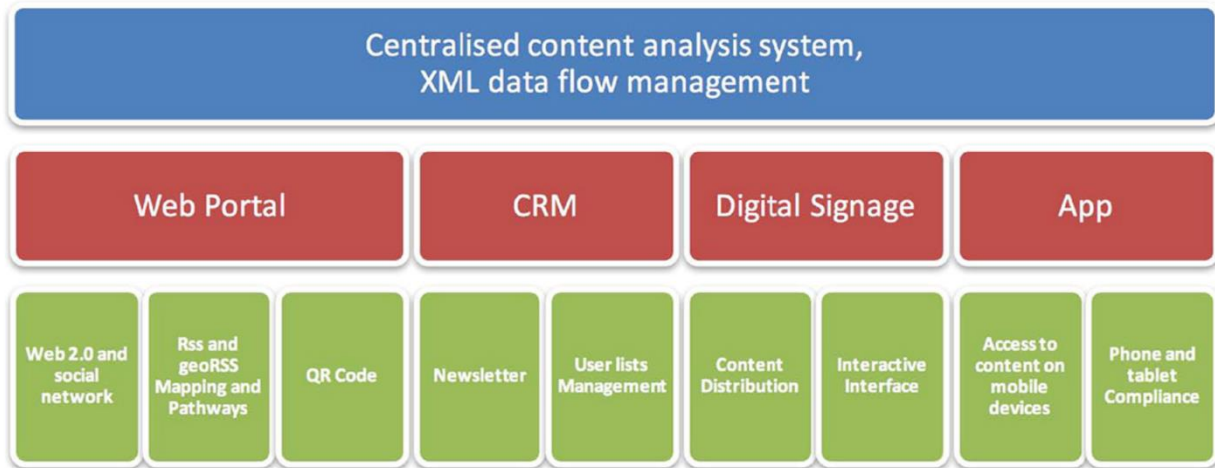 Centralised content analysis system,
XML data flow management
Web Portal
CRM
Digital Signage
App
Web 2.0 and
social
network
Rss and
geoRSS
Mapping and
Pathways
QR Code
Newsletter
User lists
Management
Content
Distribution
Interactive
Interface
Access to
content on
mobile
devices
Phone and
tablet
Compliance